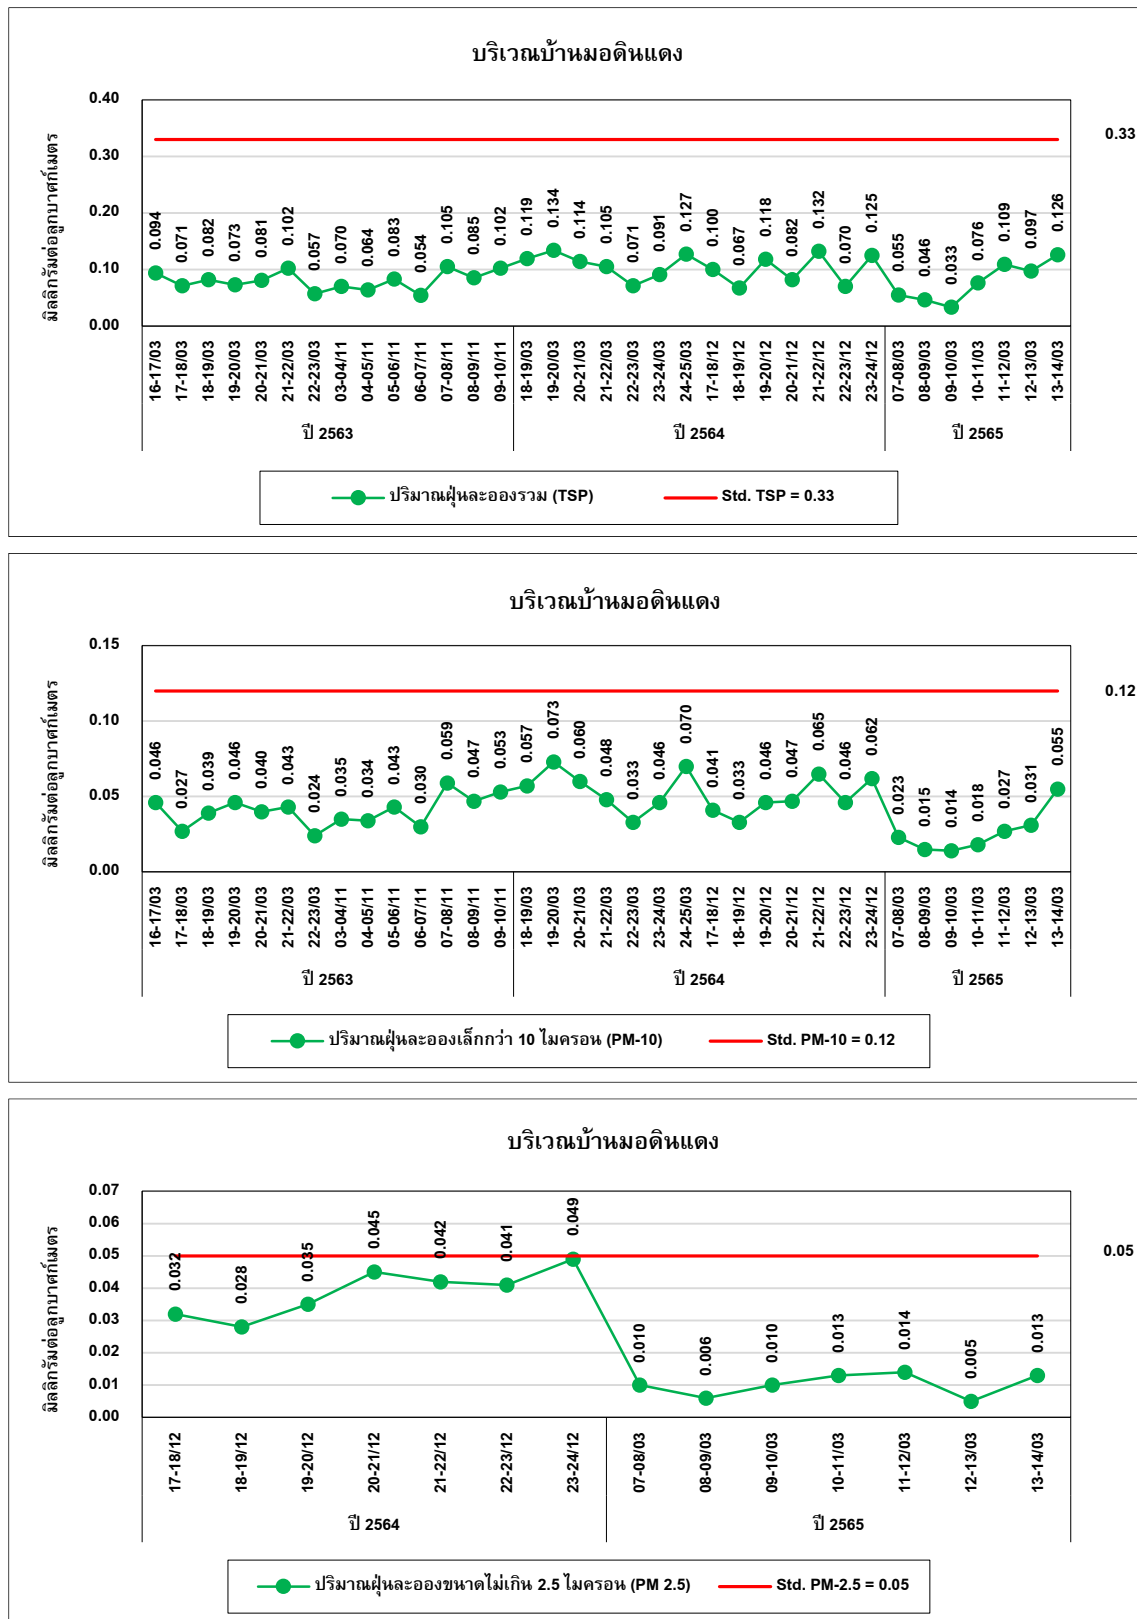 บริเวณบ้านมอดินแดง
มิลลิกรัมต่อลูกบาศก์เมตร
0.40
0.30
0.20
0.10
0.00
0.33
0.094 0.071 0.082 0.073 0.081 0.102 0.057 0.070 0.064 0.083 0.054 0.105 0.085 0.102 0.119 0.134 0.114 0.105 0.071 0.091 0.127 0.100 0.067 0.118 0.082 0.132 0.070 0.125 0.055 0.046 0.033 0.076 0.109 0.097 0.126
16-17/03 17-18/03 18-19/03 19-20/03 20-21/03 21-22/03 22-23/03 03-04/11 04-05/11 05-06/11 06-07/11 07-08/11 08-09/11 09-10/11 18-19/03 19-20/03 20-21/03 21-22/03 22-23/03 23-24/03 24-25/03 17-18/12 18-19/12 19-20/12 20-21/12 21-22/12 22-23/12 23-24/12 07-08/03 08-09/03 09-10/03 10-11/03 11-12/03 12-13/03 13-14/03
ปี 2563 ปี 2564 ปี 2565
ปริมาณฝุ่นละอองรวม (TSP) Std. TSP = 0.33
บริเวณบ้านมอดินแดง
มิลลิกรัมต่อลูกบาศก์เมตร
0.15
0.10
0.05
0.00
0.12
0.046 0.027 0.039 0.046 0.040 0.043 0.024 0.035 0.034 0.043 0.030 0.059 0.047 0.053 0.057 0.073 0.060 0.048 0.033 0.046 0.070 0.041 0.033 0.046 0.047 0.065 0.046 0.062 0.023 0.015 0.014 0.018 0.027 0.031 0.055
16-17/03 17-18/03 18-19/03 19-20/03 20-21/03 21-22/03 22-23/03 03-04/11 04-05/11 05-06/11 06-07/11 07-08/11 08-09/11 09-10/11 18-19/03 19-20/03 20-21/03 21-22/03 22-23/03 23-24/03 24-25/03 17-18/12 18-19/12 19-20/12 20-21/12 21-22/12 22-23/12 23-24/12 07-08/03 08-09/03 09-10/03 10-11/03 11-12/03 12-13/03 13-14/03
ปี 2563 ปี 2564 ปี 2565
ปริมาณฝุ่นละอองเล็กกว่า 10 ไมครอน (PM-10) Std. PM-10 = 0.12
บริเวณบ้านมอดินแดง
มิลลิกรัมต่อลูกบาศก์เมตร
0.07
0.06
0.05
0.04
0.03
0.02
0.01
0.00
0.05
0.032 0.028 0.035 0.045 0.042 0.041 0.049 0.010 0.006 0.010 0.013 0.014 0.005 0.013
17-18/12 18-19/12 19-20/12 20-21/12 21-22/12 22-23/12 23-24/12 07-08/03 08-09/03 09-10/03 10-11/03 11-12/03 12-13/03 13-14/03
ปี 2564 ปี 2565
ปริมาณฝุ่นละอองขนาดไม่เกิน 2.5 ไมครอน (PM 2.5) Std. PM-2.5 = 0.05